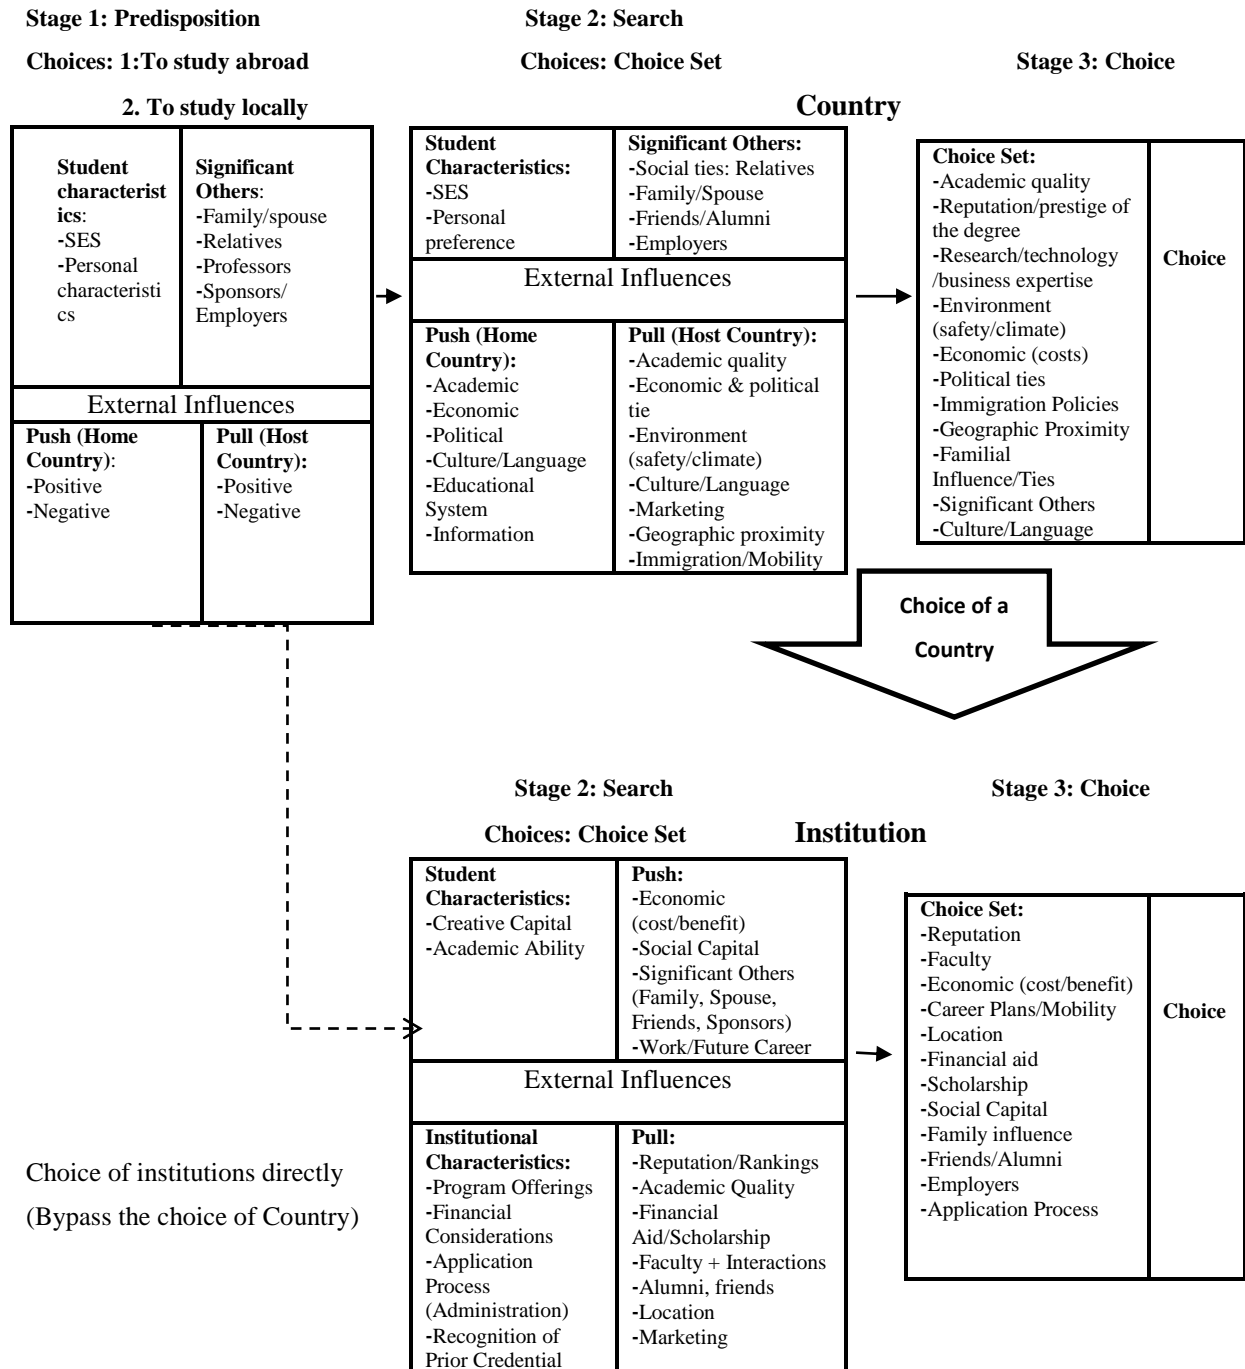 Stage 1: Predisposition
Choices: 1:To study abroad
2. To study locally
Stage 2: Search
Choices: Choice Set
Stage 3: Choice
Country
Student
characterist
ics:
-SES
-Personal
characteristi
cs
Significant
Others:
-Family/spouse
-Relatives
-Professors
-Sponsors/
Employers
External Influences
Push (Home
Country):
-Positive
-Negative
Pull (Host
Country):
-Positive
-Negative
Student
Characteristics:
-SES
-Personal
preference
Significant Others:
-Social ties: Relatives
-Family/Spouse
-Friends/Alumni
-Employers
External Influences
Push (Home
Country):
-Academic
-Economic
-Political
-Culture/Language
-Educational
System
-Information
Pull (Host Country):
-Academic quality
-Economic & political
tie
-Environment
(safety/climate)
-Culture/Language
-Marketing
-Geographic proximity
-Immigration/Mobility
Choice Set:
-Academic quality
-Reputation/prestige of
the degree
-Research/technology
/business expertise
-Environment
(safety/climate)
-Economic (costs)
-Political ties
-Immigration Policies
-Geographic Proximity
-Familial
Influence/Ties
-Significant Others
-Culture/Language
Choice
Choice of a
Country
Stage 2: Search
Choices: Choice Set
Stage 3: Choice
Institution
Student
Characteristics:
-Creative Capital
-Academic Ability
Push:
-Economic
(cost/benefit)
-Social Capital
-Significant Others
(Family, Spouse,
Friends, Sponsors)
-Work/Future Career
External Influences
Institutional
Characteristics:
-Program Offerings
-Financial
Considerations
-Application
Process
(Administration)
-Recognition of
Prior Credential
Pull:
-Reputation/Rankings
-Academic Quality
-Financial
Aid/Scholarship
-Faculty + Interactions
-Alumni, friends
-Location
-Marketing
Choice Set:
-Reputation
-Faculty
-Economic (cost/benefit)
-Career Plans/Mobility
-Location
-Financial aid
-Scholarship
-Social Capital
-Family influence
-Friends/Alumni
-Employers
-Application Process
Choice
Choice of institutions directly
(Bypass the choice of Country)